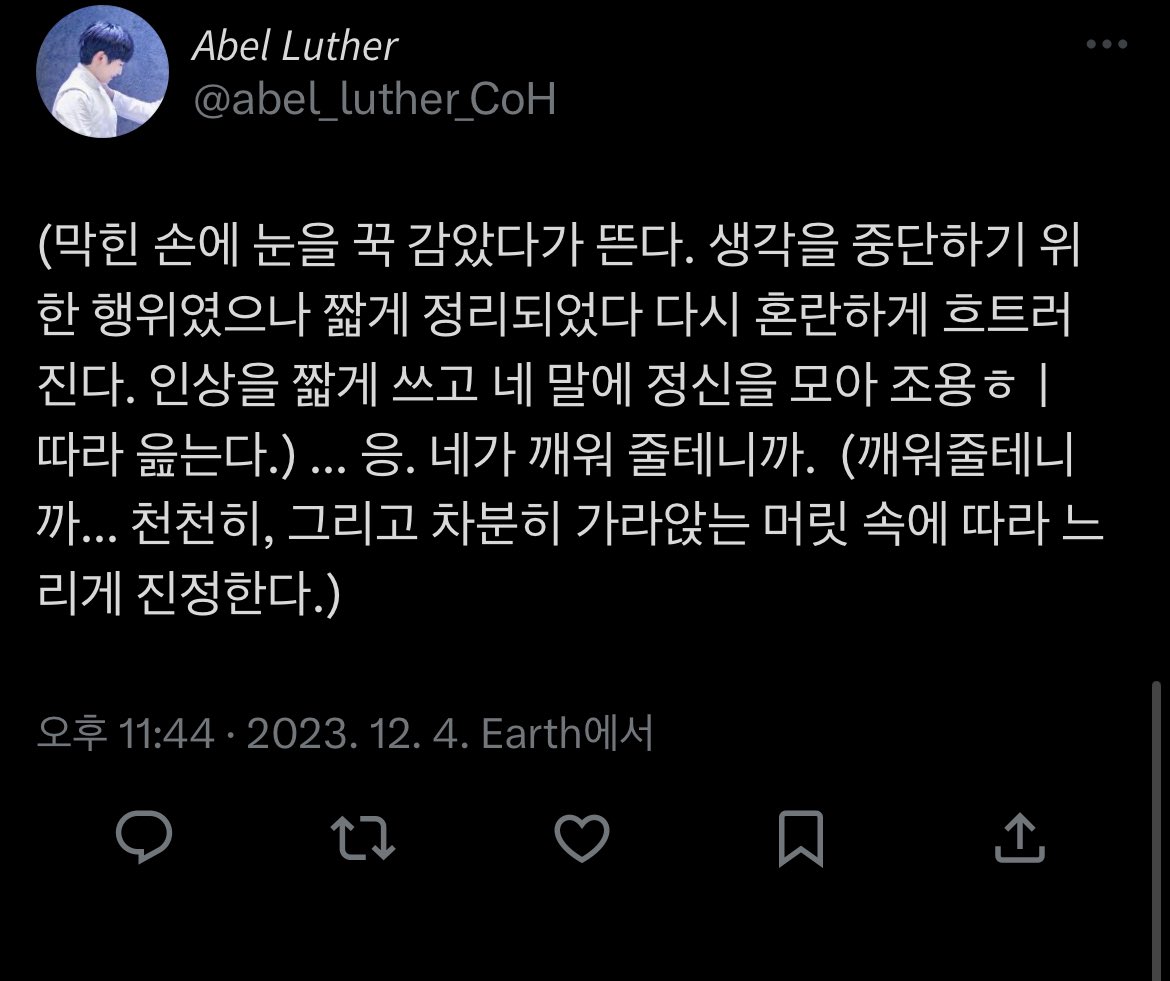 Abel Luther
@abel_luther_CoH
(막힌 손에 눈을 꾹 감았다가 뜬다. 생각을 중단하기 위
한 행위였으나 짧게 정리되었다 다시 혼란하게 흐트러
진다. 인상을 짧게 쓰고 네 말에 정신을 모아 조용ㅎㅣ
따라 읊는다.) ... 응. 네가 깨워 줄테니까. (깨워줄테니
까... 천천히, 그리고 차분히 가라앉는 머릿 속에 따라 느
리게 진정한다.)
오후 11:44 · 2023. 12. 4. Earth에서